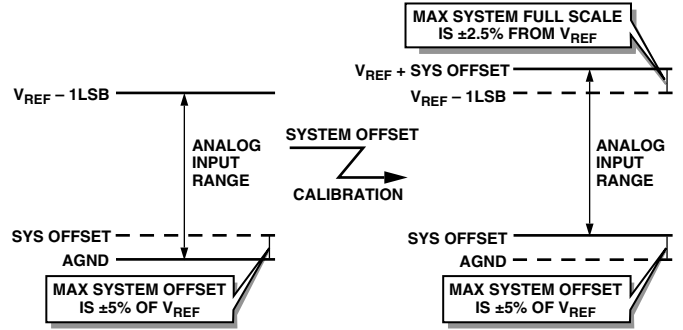 MAX SYSTEM FULL SCALE
IS ±2.5% FROM VREF
VREF + SYS OFFSET
VREF – 1LSB
VREF – 1LSB
SYSTEM OFFSET
CALIBRATION
ANALOG
INPUT
RANGE
ANALOG
INPUT
RANGE
SYS OFFSET
AGND
SYS OFFSET
AGND
MAX SYSTEM OFFSET
IS ±5% OF VREF
MAX SYSTEM OFFSET
IS ±5% OF VREF